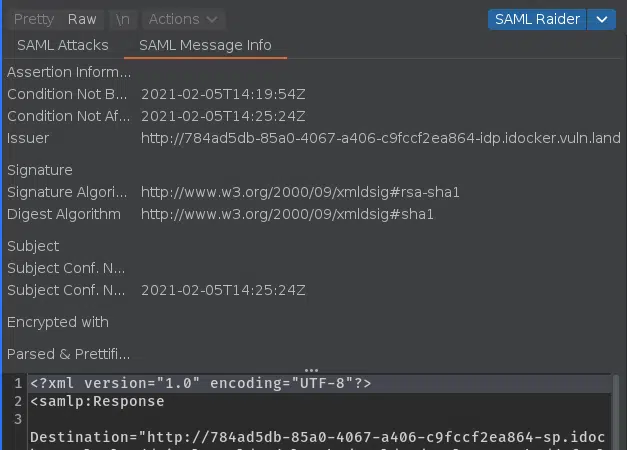 Pretty Raw \n Actions SAML Raider
SAML Attacks SAML Message Info
Assertion Inform...
Condition Not B... 2021-02-05T14:19:54Z
Condition Not Af... 2021-02-05T14:25:24Z
Issuer http://784ad5db-85a0-4067-a406-c9fccf2ea864-idp.idocker.vuln.land
Signature
Signature Algori... http://www.w3.org/2000/09/xmldsig#rsa-sha1
Digest Algorithm http://www.w3.org/2000/09/xmldsig#sha1
Subject
Subject Conf. N...
Subject Conf. N... 2021-02-05T14:25:24Z
Encrypted with
Parsed & Prettifi...
1 <?xml version="1.0" encoding="UTF-8"?>
2 <samlp:Response
3
Destination="http://784ad5db-85a0-4067-a406-c9fccf2ea864-sp.idoc